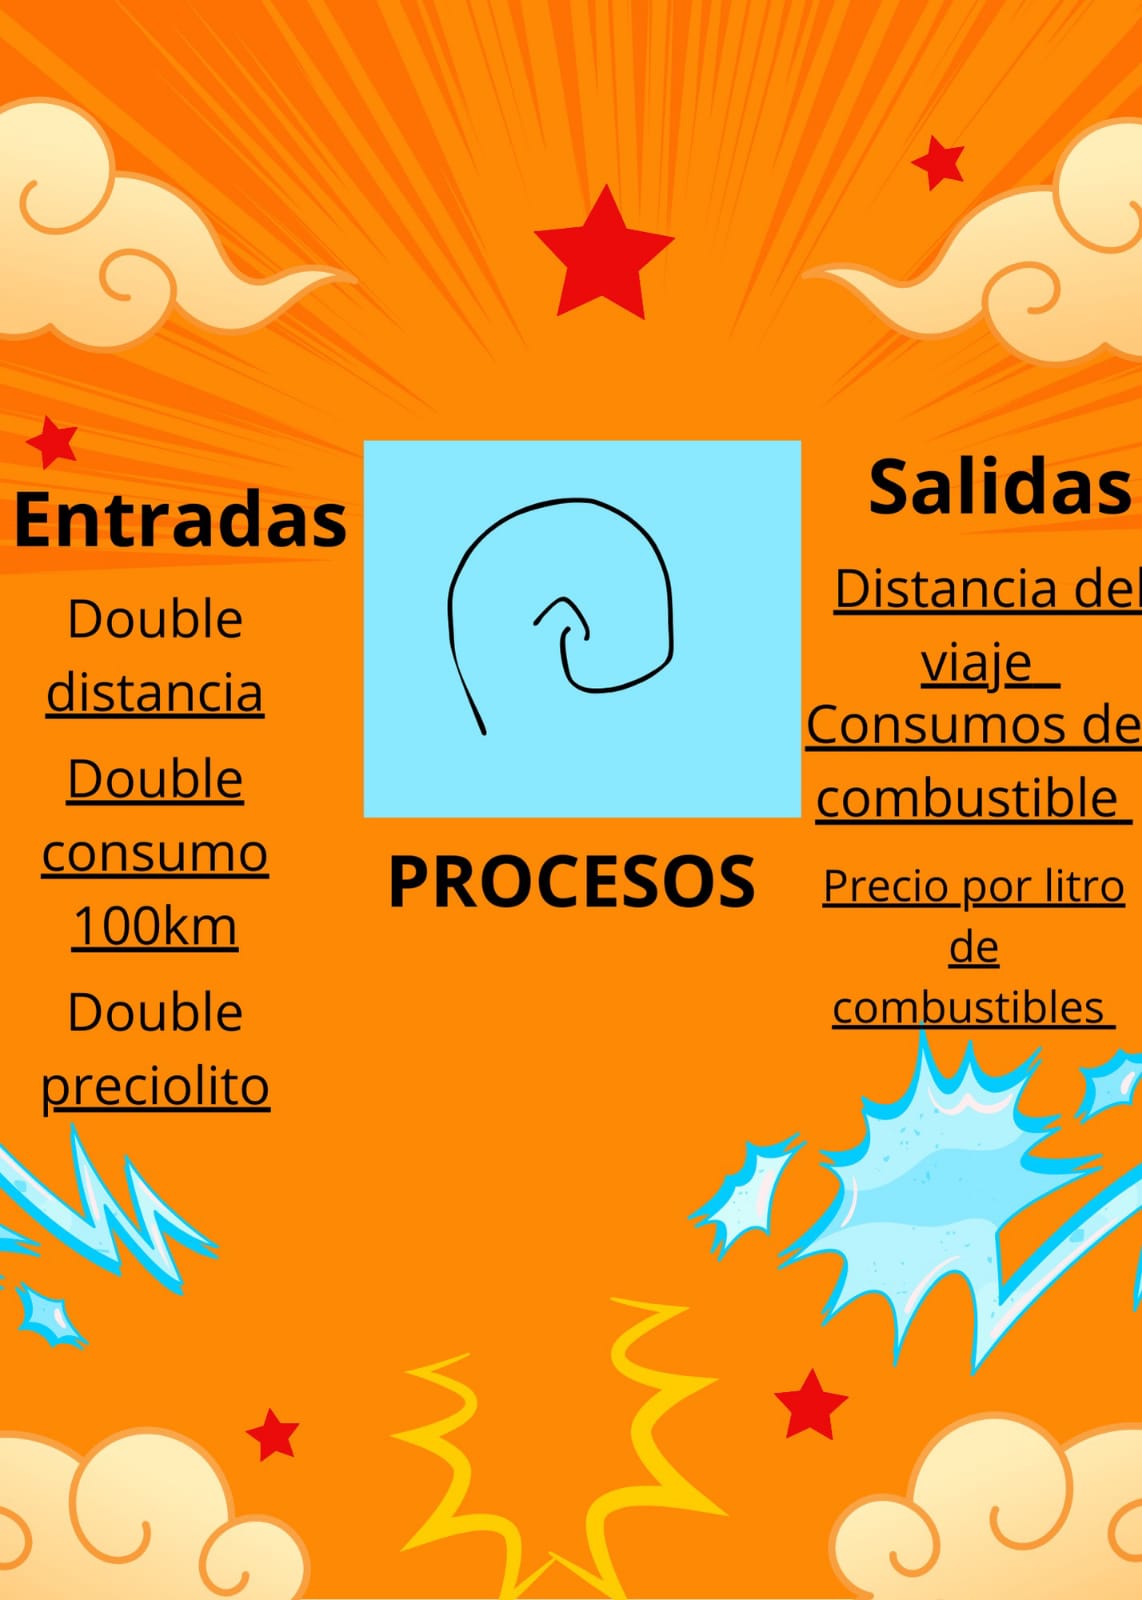 Entradas
Double
distancia
Double
consumo
100km
Double
preciolito
PROCESOS
Salidas
Distancia del
viaje
Consumos de
combustible
Precio por litro
de
combustibles